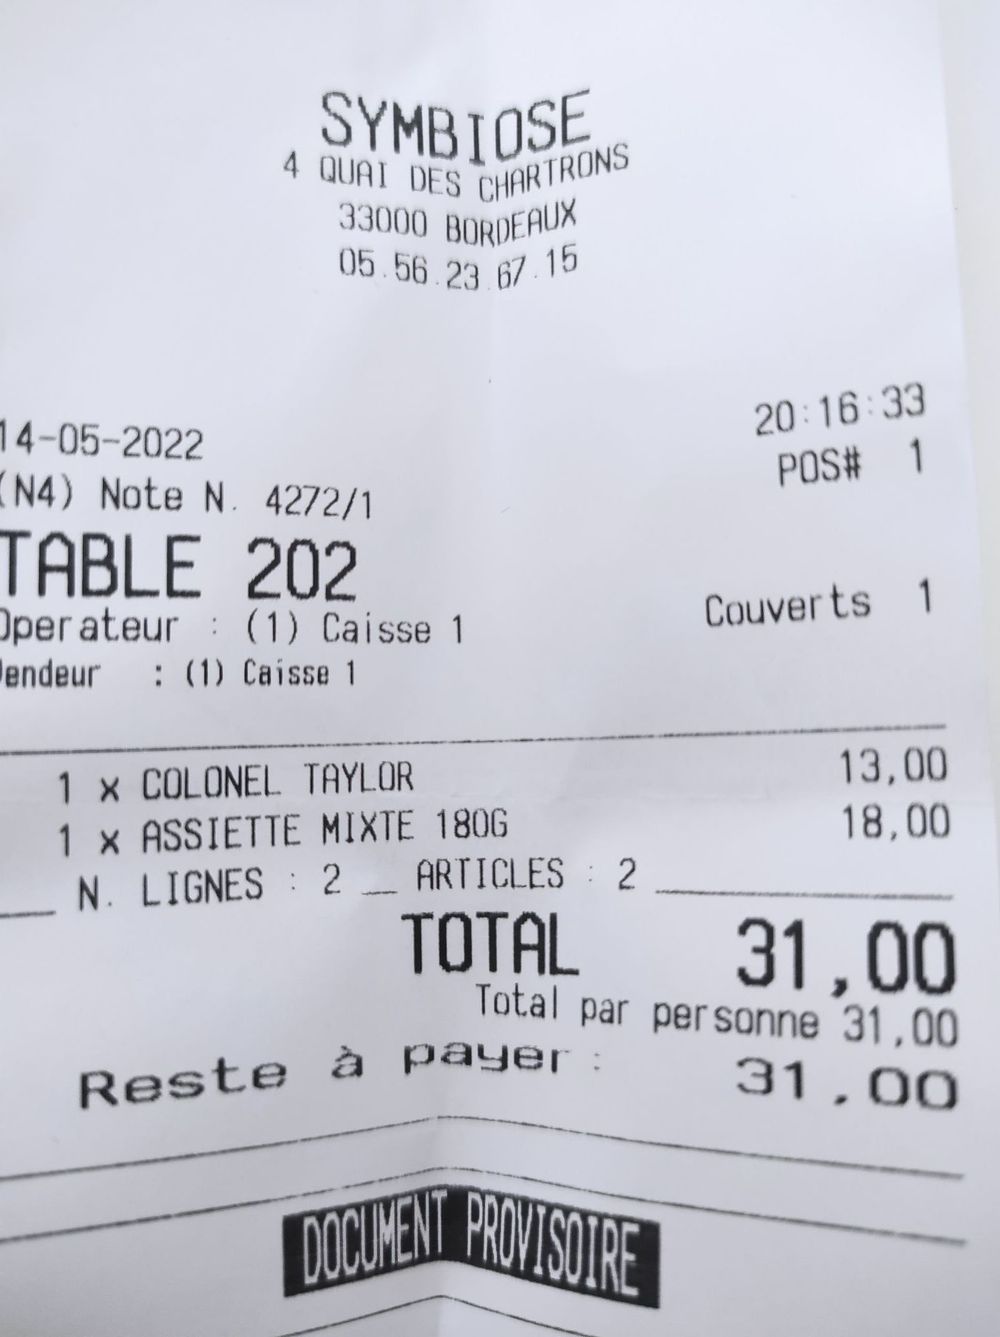 SYMBIOSE
4 QUAI DES CHARTRONS
33000 BORDEAUX
05.56.23.67.15
14-05-2022 20:16:33
(N4) Note N. 4272/1 POS# 1
TABLE 202
Operateur : (1) Caisse 1 Couverts 1
endeur : (1) Caisse 1
1 x COLONEL TAYLOR 13,00
1 x ASSIETTE MIXTE 180G 18,00
N. LIGNES : 2 __ ARTICLES : 2
TOTAL 31,00
Total par personne 31,00
Reste à payer : 31.00
DOCUMENT PROVISOIRE